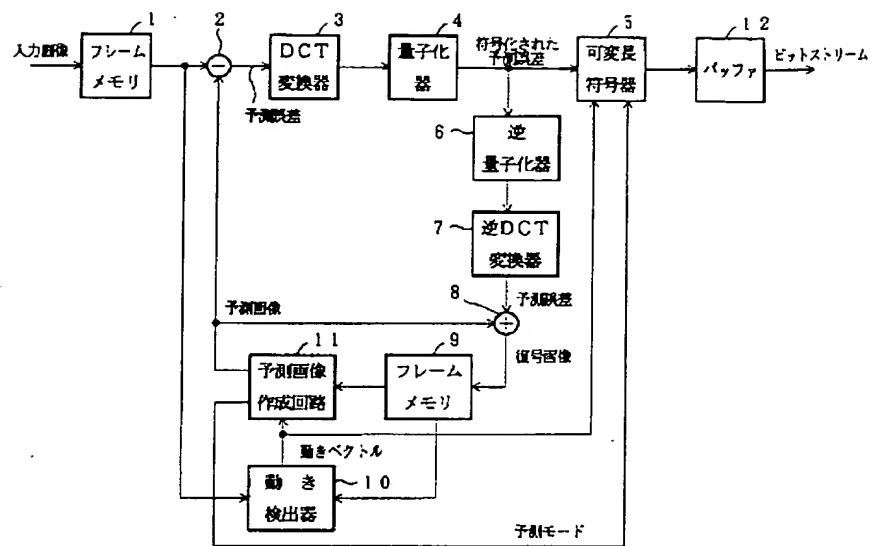 1
2
3
4
5
12
入力画像
フレーム
メモリ
DCT
変換器
量子化
器
符号化された
予測誤差
可変長
符号器
バッファ
ビットストリーム
予測誤差
6
逆
量子化器
7
逆DCT
変換器
8
予測誤差
予測画像
復号画像
11
9
予測画像
作成回路
フレーム
メモリ
動きベクトル
10
動き
検出器
予測モード